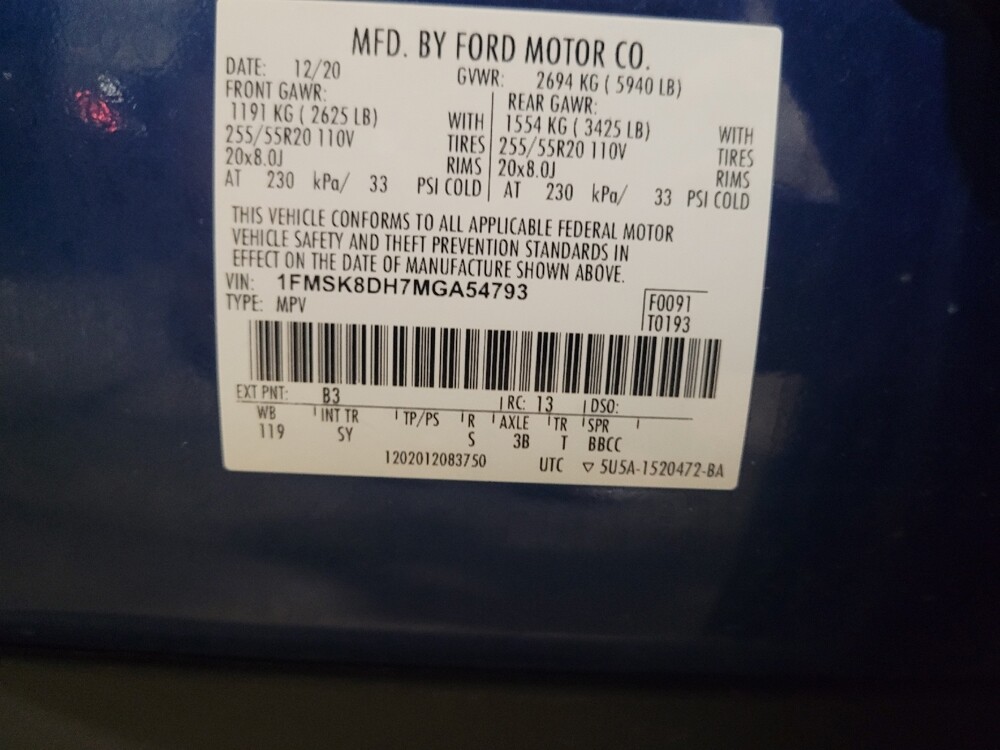 MFD. BY FORD MOTOR CO.
DATE: 12/20 GVWR: 2694 KG ( 5940 LB)
FRONT GAWR: REAR GAWR:
1191 KG ( 2625 LB) WITH 1554 KG ( 3425 LB) WITH
255/55R20 110V TIRES 255/55R20 110V TIRES
20x8.0J RIMS 20x8.0J RIMS
AT 230 kPa/ 33 PSI COLD AT 230 kPa/ 33 PSI COLD
THIS VEHICLE CONFORMS TO ALL APPLICABLE FEDERAL MOTOR
VEHICLE SAFETY AND THEFT PREVENTION STANDARDS IN
EFFECT ON THE DATE OF MANUFACTURE SHOWN ABOVE.
VIN: 1FMSK8DH7MGA54793
TYPE: MPV
F0091
T0193
EXT PNT: B3 RC: 13 DSO:
WB INT TR TP/PS R AXLE TR SPR
119 SY S 3B T BBCC
1202012083750 UTC ▽ 5U5A-1520472-BA